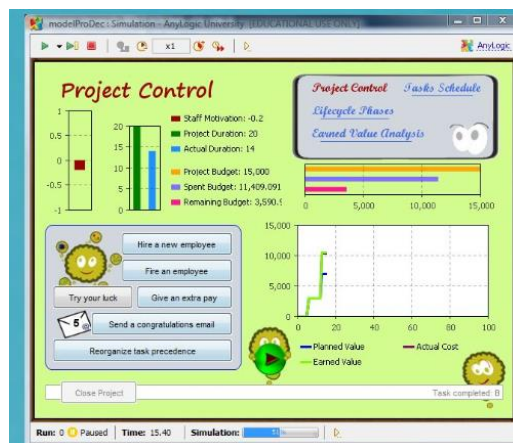 modelProDec : Simulation - AnyLogic University [EDUCATIONAL USE ONLY]
x1
AnyLogic
Project Control
Project Control
Tasks Schedule
Lifecycle Phases
Earned Value Analysis
1
0.5
0
-0.5
-1
20
15
10
5
0
Staff Motivation: -0.2
Project Duration: 20
Actual Duration: 14
Project Budget: 15,000
Spent Budget: 11,409.091
Remaining Budget: 3,590.9
0
5,000
10,000
15,000
Hire a new employee
Fire an employee
Try your luck
Give an extra pay
5
@
Send a congratulations email
Reorganize task precedence
15,000
10,000
5,000
0
0
20
40
60
80
100
Planned Value
Actual Cost
Earned Value
Close Project
Task completed: B
Run: 0
Paused
Time: 15.40
Simulation: